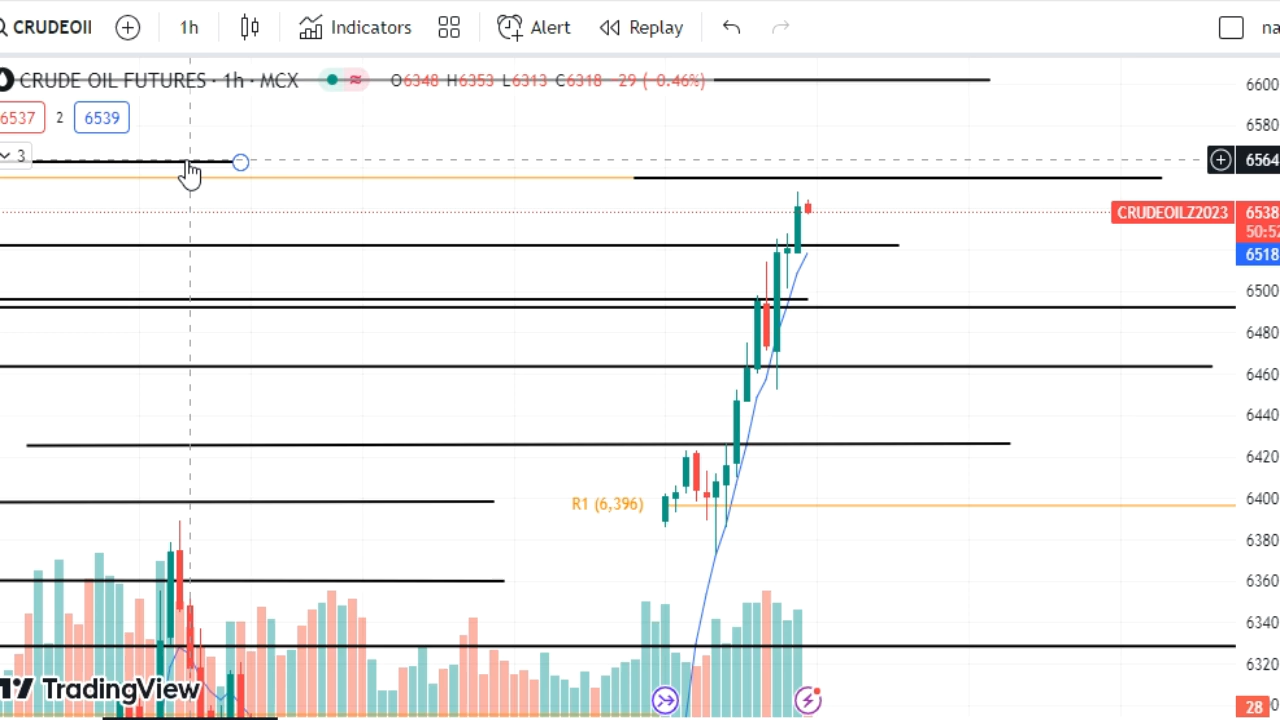 CRUDEOIl 1h Indicators Alert Replay na
CRUDE OIL FUTURES · 1h · MCX O6348 H6353 L6313 C6318 -29 (-0.46%)
6537 2 6539
3
R1 (6,396)
TradingView
6600
6580
6564
CRUDEOILZ2023 6538
50:52
6518
6500
6480
6460
6440
6420
6400
6380
6360
6340
6320
28